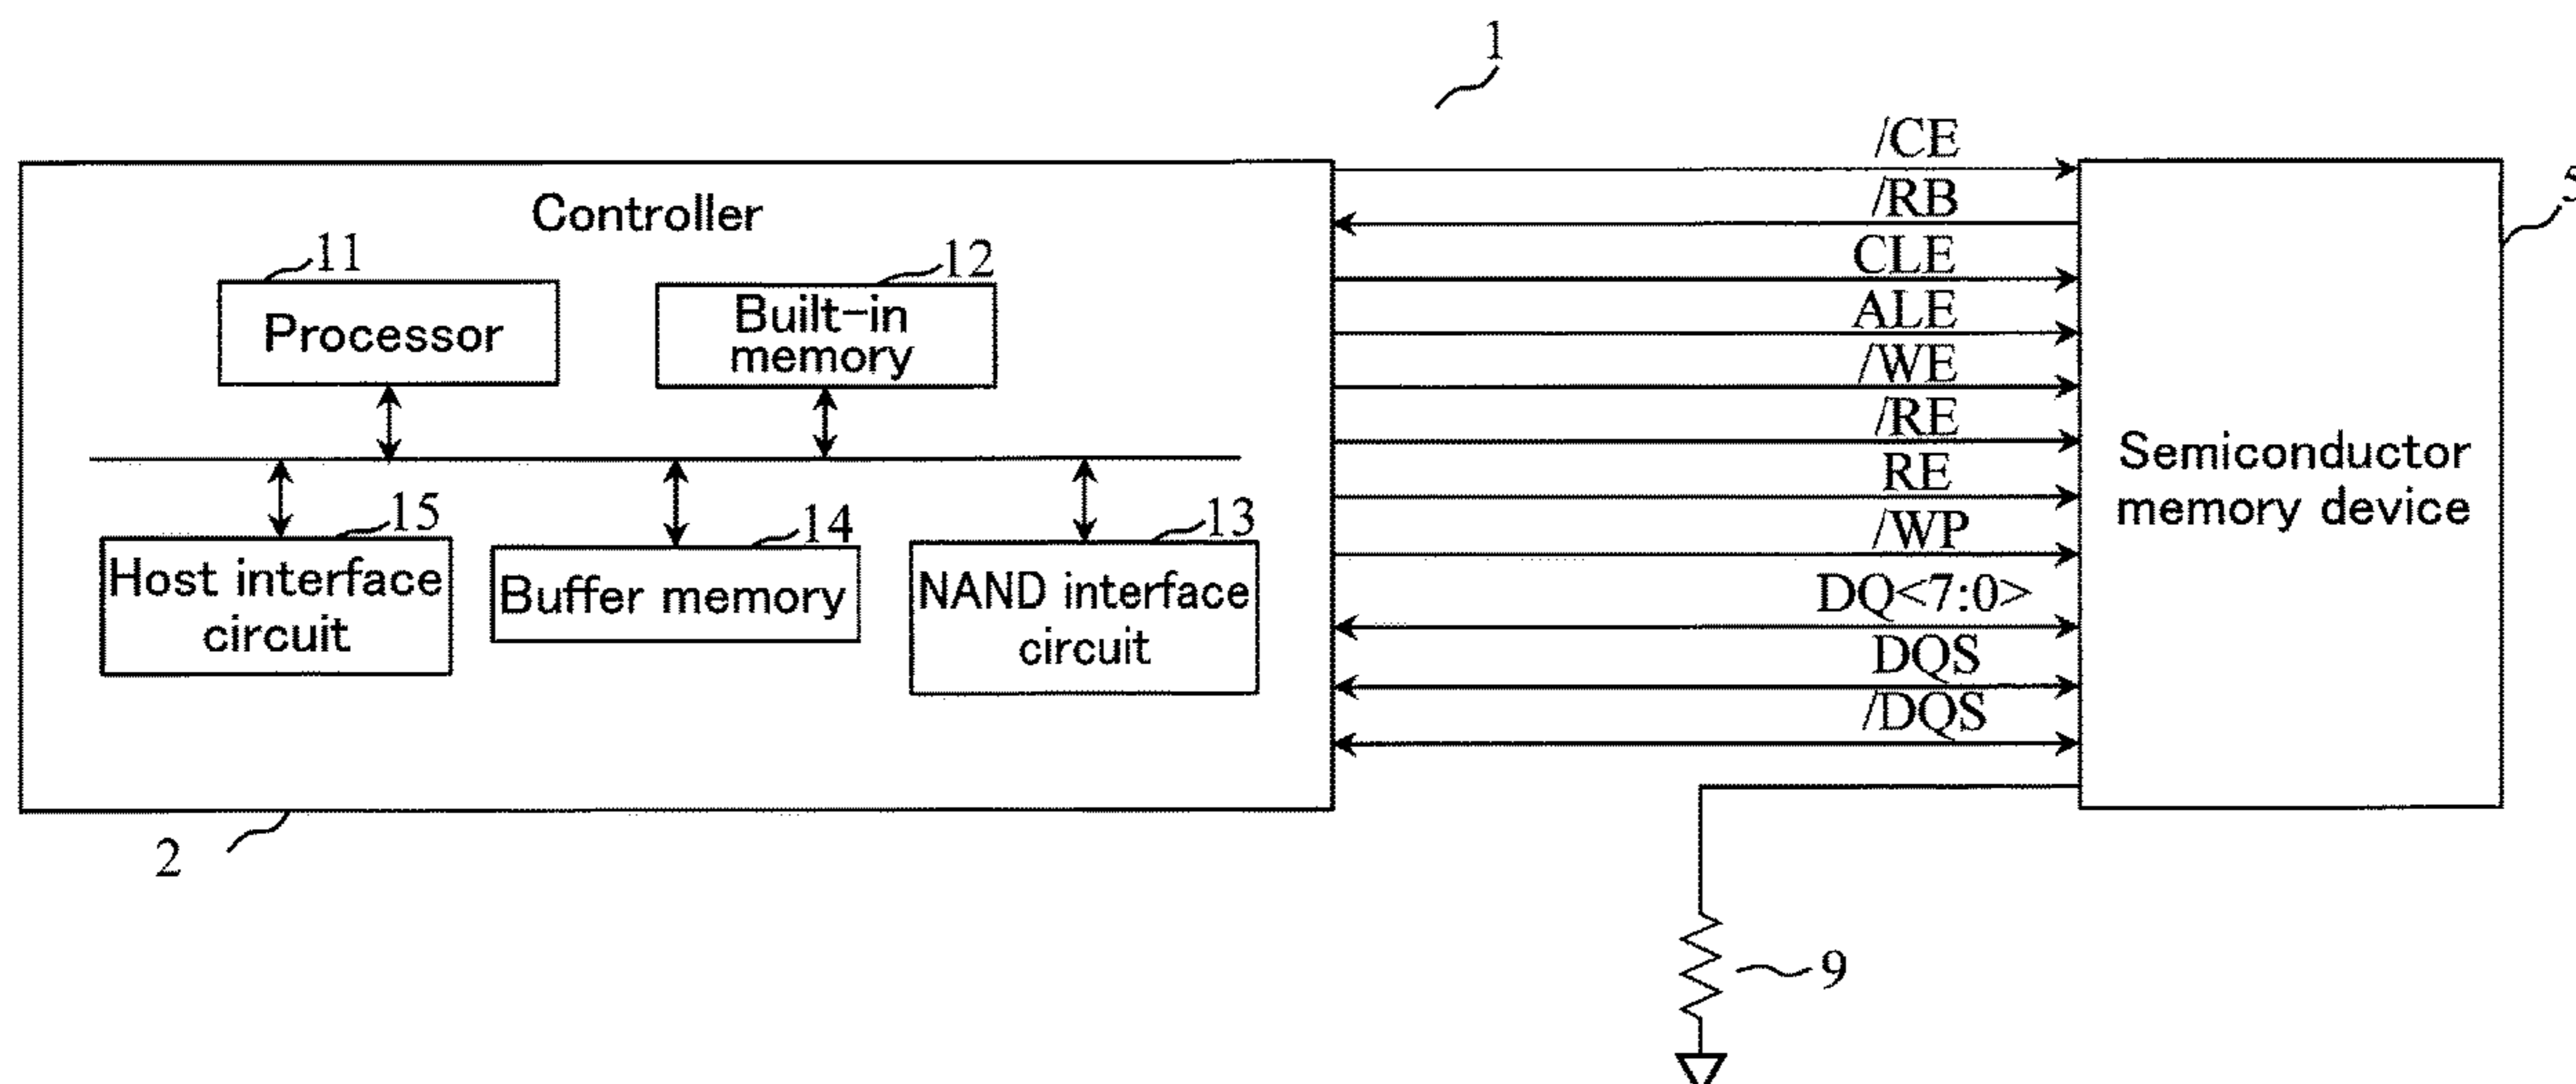 1
/CE
5
/RB
Controller
CLE
11
12
ALE
Processor
Built-in
memory
/WE
/RE
RE
Semiconductor
memory device
15
14
13
/WP
Host interface
circuit
Buffer memory
NAND interface
circuit
DQ<7:0>
DQS
/DQS
2
9